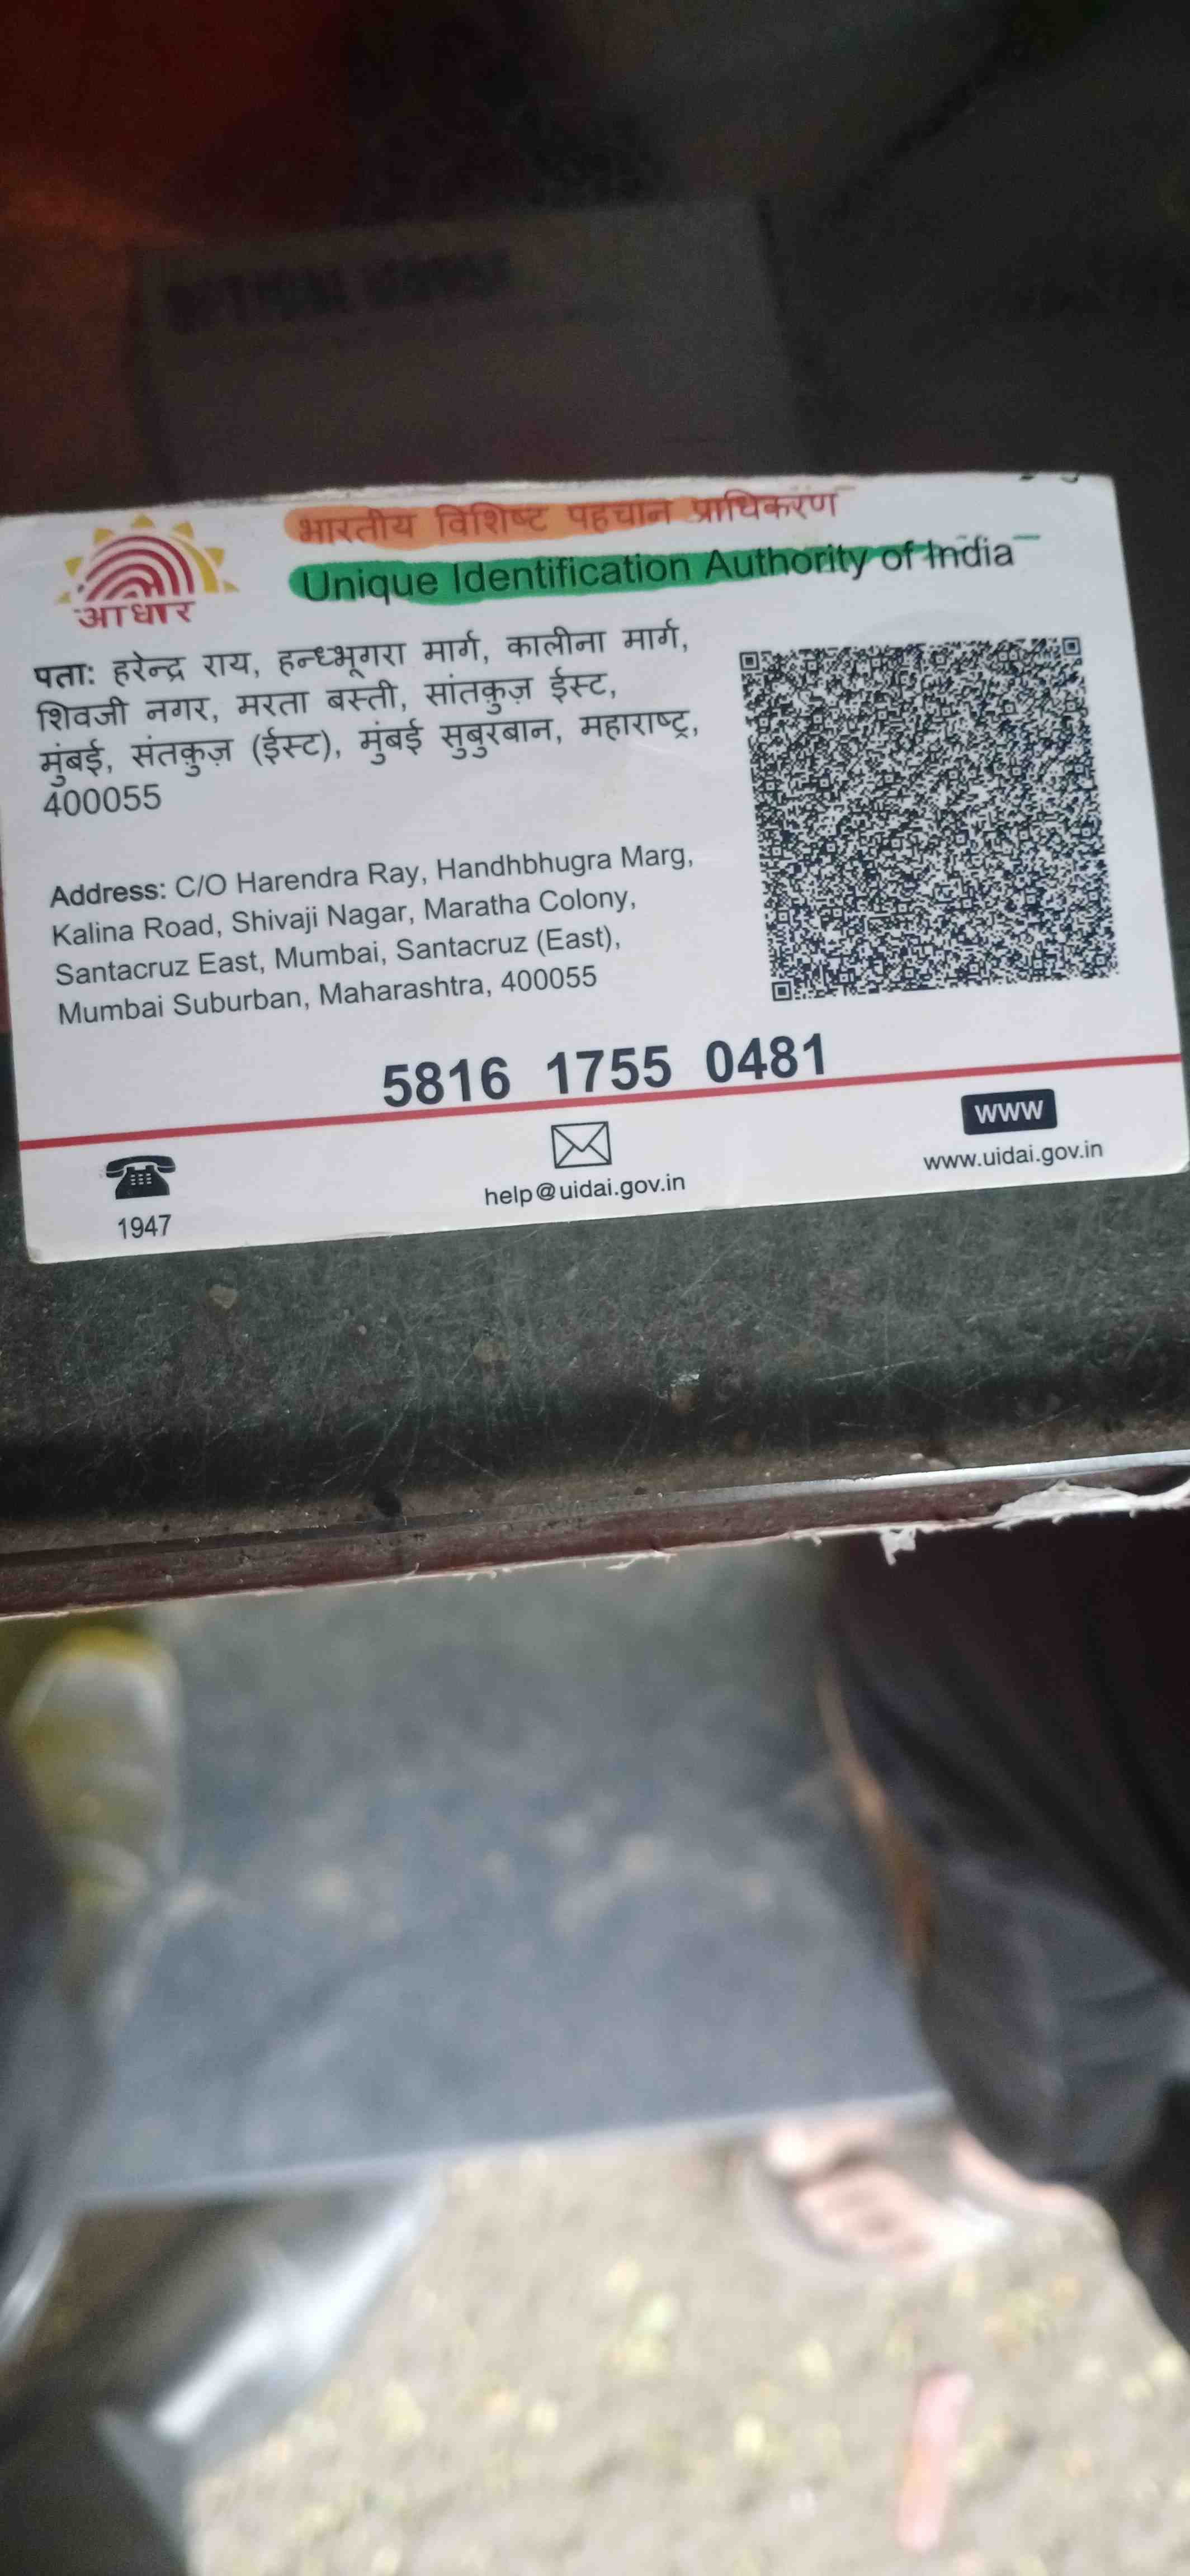 भारतीय विशिष्ट पहचान प्राधिकरण
Unique Identification Authority of India
आधार
पता: हरेन्द्र राय, हन्ध्भूगरा मार्ग, कालीना मार्ग,
शिवजी नगर, मरता बस्ती, सांतकुज़ ईस्ट,
मुंबई, संतकुज़ (ईस्ट), मुंबई सुबुरबान, महाराष्ट्र,
400055
Address: C/O Harendra Ray, Handhbhugra Marg,
Kalina Road, Shivaji Nagar, Maratha Colony,
Santacruz East, Mumbai, Santacruz (East),
Mumbai Suburban, Maharashtra, 400055
5816 1755 0481
WWW
1947
help@uidai.gov.in
www.uidai.gov.in